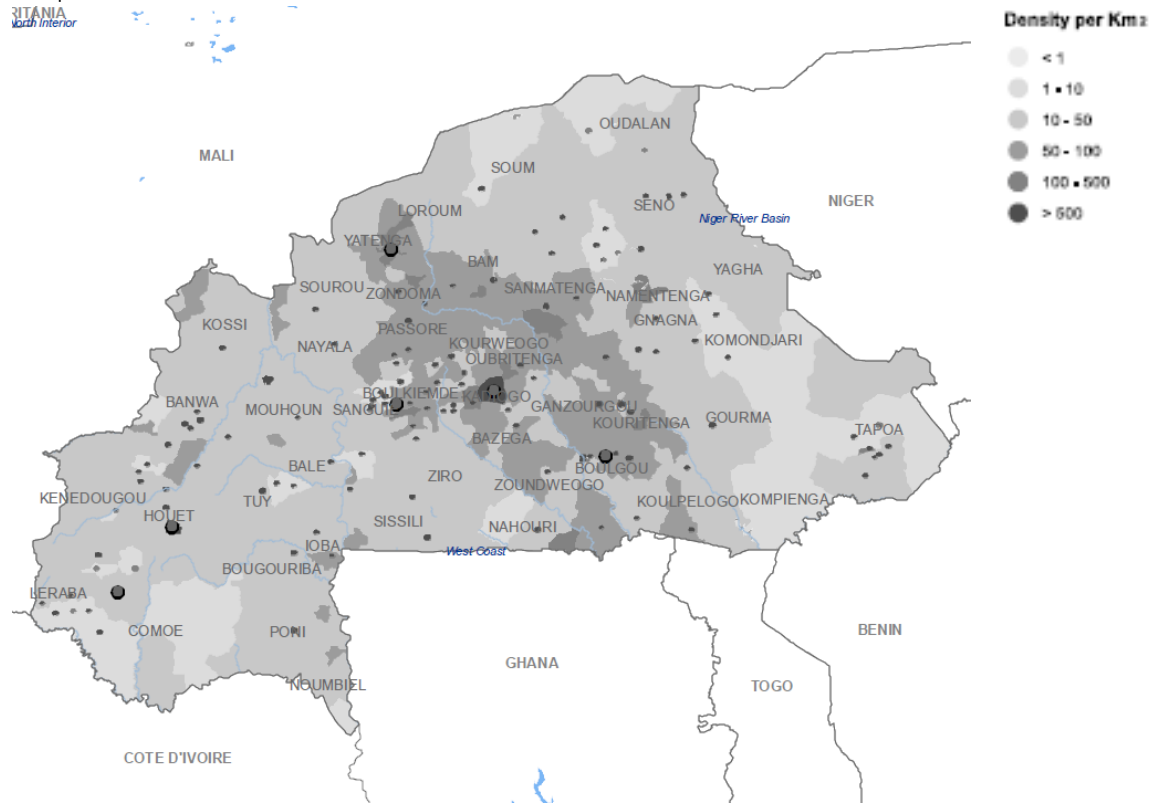 RITANIA
North Interior
Density per Km2
< 1
1 - 10
10 - 50
50 - 100
100 - 500
> 500
OUDALAN
MALI
SOUM
NIGER
SENO
LOROUM
Niger River Basin
YATENGA
BAM
YAGHA
SOUROU
ZONDOMA
SANMATENGA
NAMENTENGA
KOSSI
PASSORE
GNAGNA
NAYALA
KOURWEOGO
KOMONDJARI
OUBRITENGA
BOULKIEMDE
BANWA
MOUHOUN
SANGUIE
GANZOURGOU
KOURITENGA
GOURMA
TAPOA
BAZEGA
BALE
ZIRO
BOULGOU
KENEDOUGOU
TUY
ZOUNDWEOGO
KOULPELOGO
KOMPIENGA
HOUET
SISSILI
NAHOURI
IOBA
West Coast
BOUGOURIBA
LERABA
COMOE
PONI
BENIN
GHANA
NOUMBIEL
TOGO
COTE D'IVOIRE